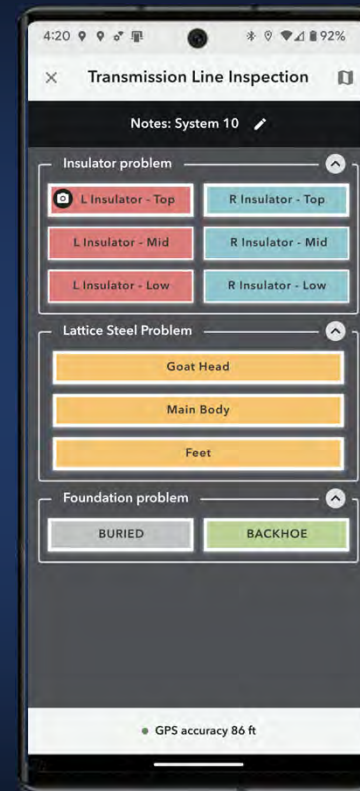 4:20 92%
Transmission Line Inspection
Notes: System 10
Insulator problem
L Insulator - Top R Insulator - Top
L Insulator - Mid R Insulator - Mid
L Insulator - Low R Insulator - Low
Lattice Steel Problem
Goat Head
Main Body
Feet
Foundation problem
BURIED BACKHOE
GPS accuracy 86 ft